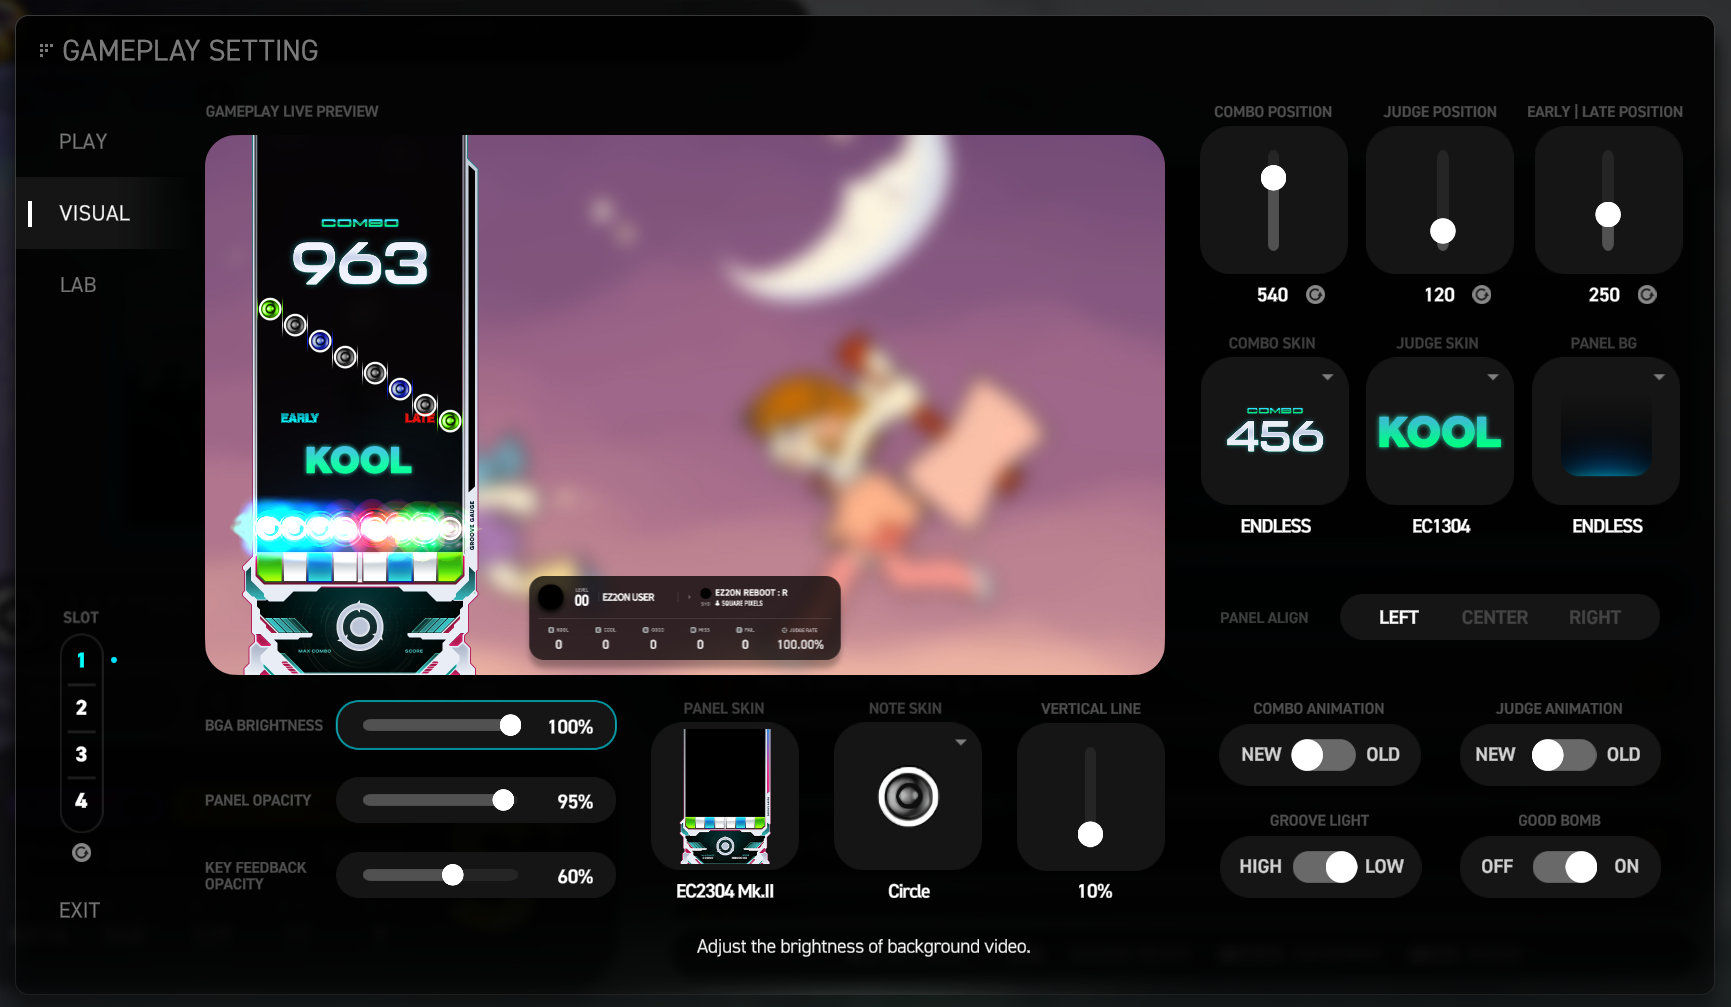 GAMEPLAY SETTING
PLAY
VISUAL
LAB
SLOT
1
2
3
4
EXIT
GAMEPLAY LIVE PREVIEW
COMBO
963
EARLY
LATE
KOOL
GROOVE GAUGE
MAX COMBO
SCORE
LEVEL
00
EZ2ON USER
EZ2ON REBOOT : R
SQUARE PIXELS
KOOL
COOL
GOOD
MISS
FAIL
JUDGE RATE
0
0
0
0
0
100.00%
COMBO POSITION
JUDGE POSITION
EARLY | LATE POSITION
540
120
250
COMBO SKIN
JUDGE SKIN
PANEL BG
COMBO
456
KOOL
ENDLESS
EC1304
ENDLESS
PANEL ALIGN
LEFT
CENTER
RIGHT
BGA BRIGHTNESS
100%
PANEL OPACITY
95%
KEY FEEDBACK
OPACITY
60%
PANEL SKIN
NOTE SKIN
VERTICAL LINE
EC2304 Mk.II
Circle
10%
COMBO ANIMATION
JUDGE ANIMATION
NEW
OLD
NEW
OLD
GROOVE LIGHT
GOOD BOMB
HIGH
LOW
OFF
ON
Adjust the brightness of background video.